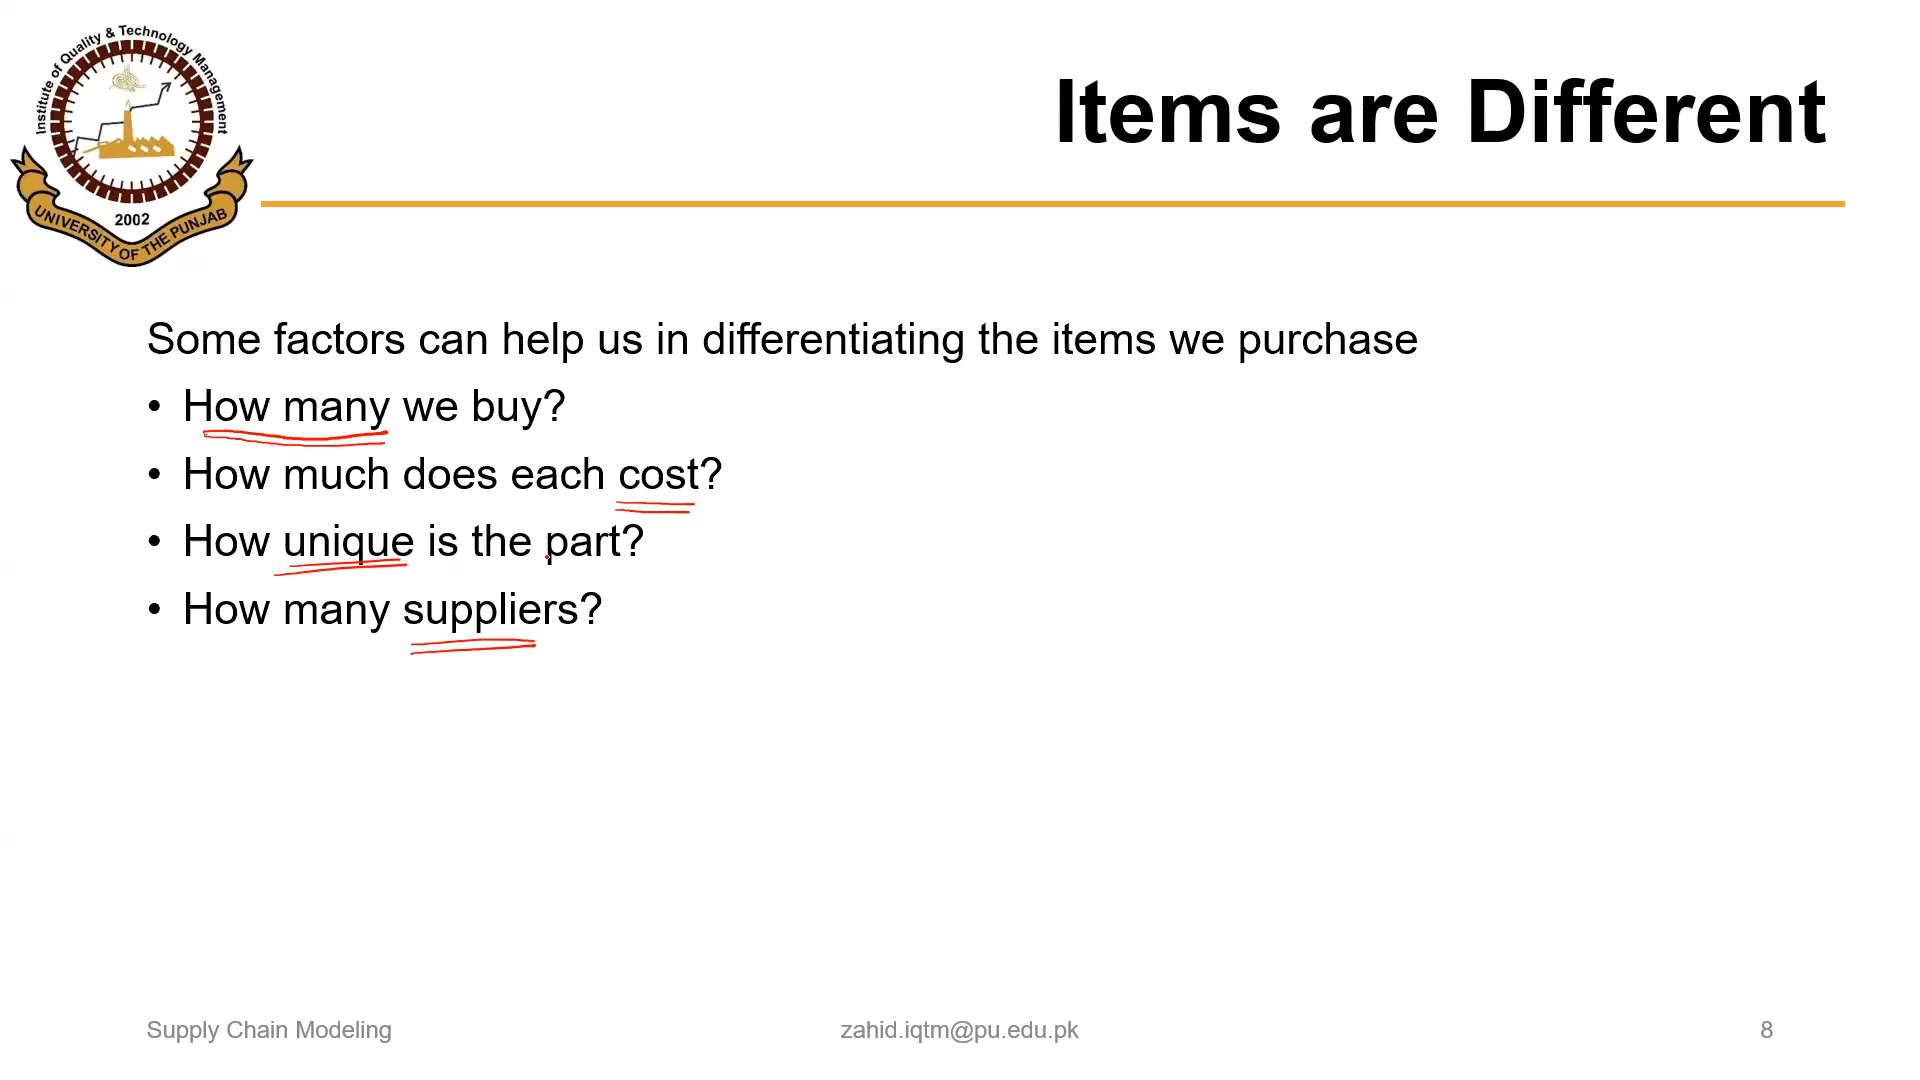 Institute of Quality & Technology Management
2002
UNIVERSITY OF THE PUNJAB
Items are Different
Some factors can help us in differentiating the items we purchase
• How many we buy?
• How much does each cost?
• How unique is the part?
• How many suppliers?
Supply Chain Modeling
zahid.iqtm@pu.edu.pk
8